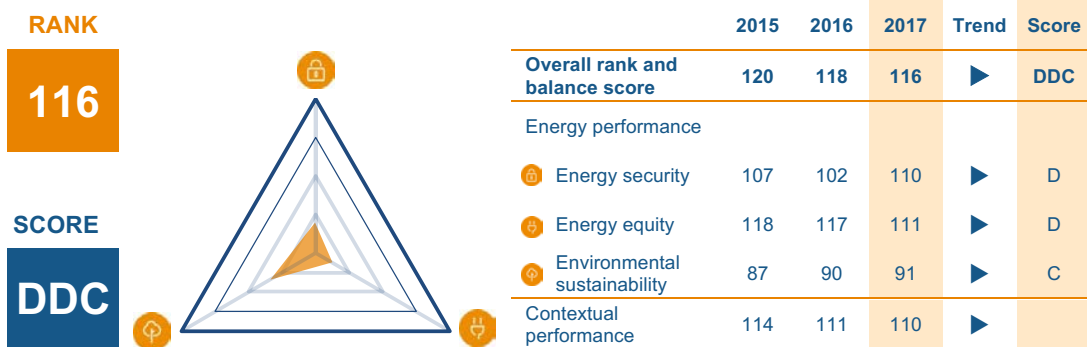 RANK
116
SCORE
DDC
2015 2016 2017 Trend Score
Overall rank and
balance score 120 118 116 DDC
Energy performance
Energy security 107 102 110 D
Energy equity 118 117 111 D
Environmental
sustainability 87 90 91 C
Contextual
performance 114 111 110